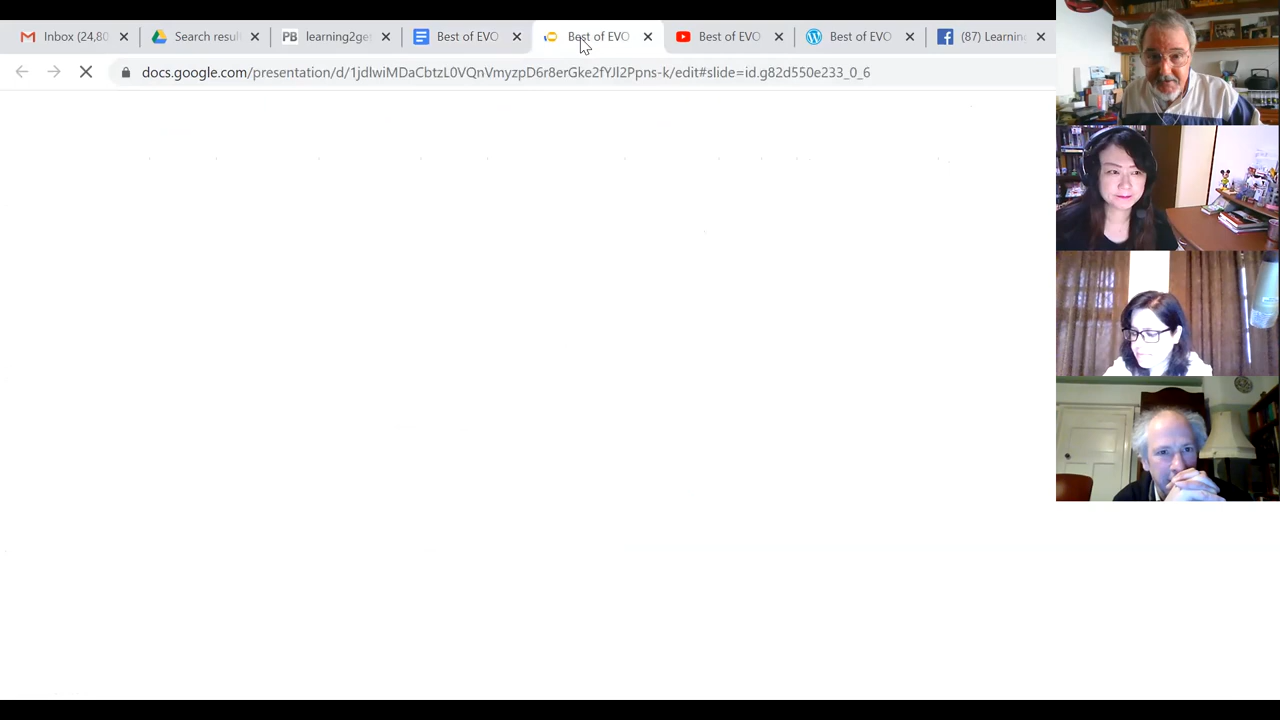 Inbox (24,80
Search resul
PB learning2ge
Best of EVO
Best of EVO
Best of EVO
Best of EVO
(87) Learnin
docs.google.com/presentation/d/1jdlwiMDaCbtzL0VQnVmyzpD6r8erGke2fYJl2Ppns-k/edit#slide=id.g82d550e233_0_6